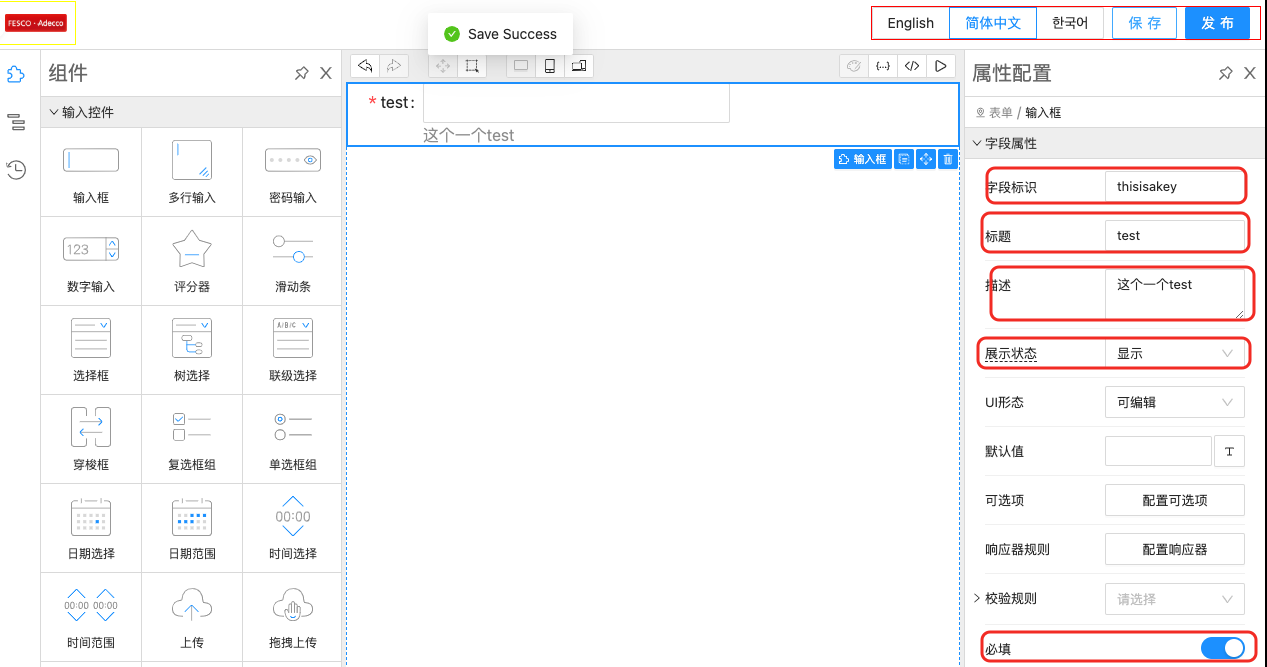 FESCO · Adecco
Save Success
English 简体中文 한국어 保 存 发 布
组件
输入控件
输入框 多行输入 密码输入
123
数字输入 评分器 滑动条
A/B/C
选择框 树选择 联级选择
穿梭框 复选框组 单选框组
00:00
日期选择 日期范围 时间选择
00:00 00:00
时间范围 上传 拖拽上传
{...} </>
* test :
这个一个test
输入框
属性配置
表单 / 输入框
字段属性
字段标识 thisisakey
标题 test
描述 这个一个test
展示状态 显示
UI形态 可编辑
默认值 T
可选项 配置可选项
响应器规则 配置响应器
校验规则 请选择
必填